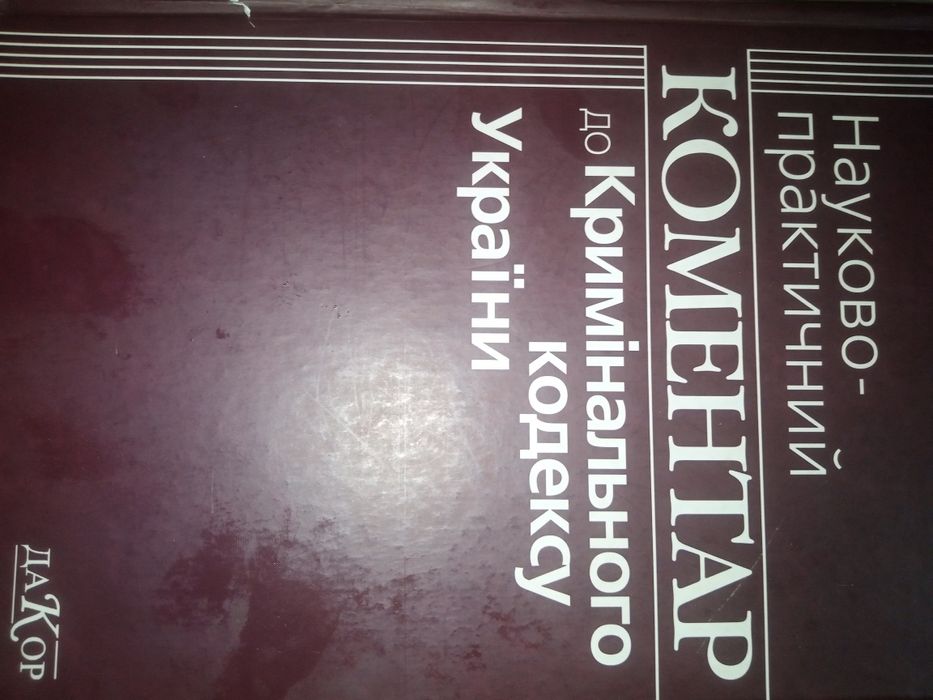 Науково-
практичний
КОМЕНТАР
до Кримінального
кодексу
України
ДАКОР